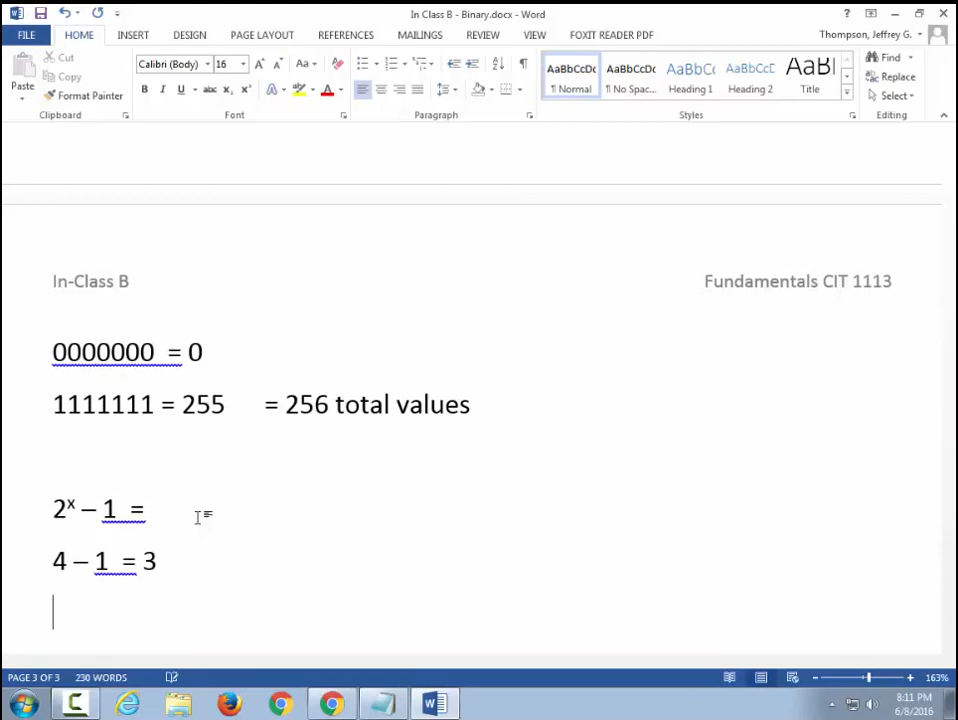 In Class B - Binary.docx - Word
FILE HOME INSERT DESIGN PAGE LAYOUT REFERENCES MAILINGS REVIEW VIEW FOXIT READER PDF Thompson, Jeffrey G.
Paste
Cut
Copy
Format Painter
Calibri (Body) 16
AaBbCcDc AaBbCcDc AaBbCc AaBbCcE AaBl
¶ Normal ¶ No Spac... Heading 1 Heading 2 Title
Find
Replace
Select
Clipboard Font Paragraph Styles Editing
In-Class B Fundamentals CIT 1113
0000000 = 0
1111111 = 255 = 256 total values
2ˣ – 1 =
4 – 1 = 3
PAGE 3 OF 3 230 WORDS 163%
8:11 PM
6/8/2016